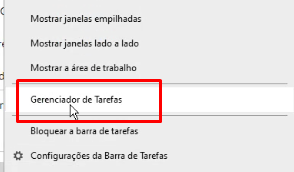 Mostrar janelas empilhadas
Mostrar janelas lado a lado
Mostrar a área de trabalho
Gerenciador de Tarefas
Bloquear a barra de tarefas
Configurações da Barra de Tarefas